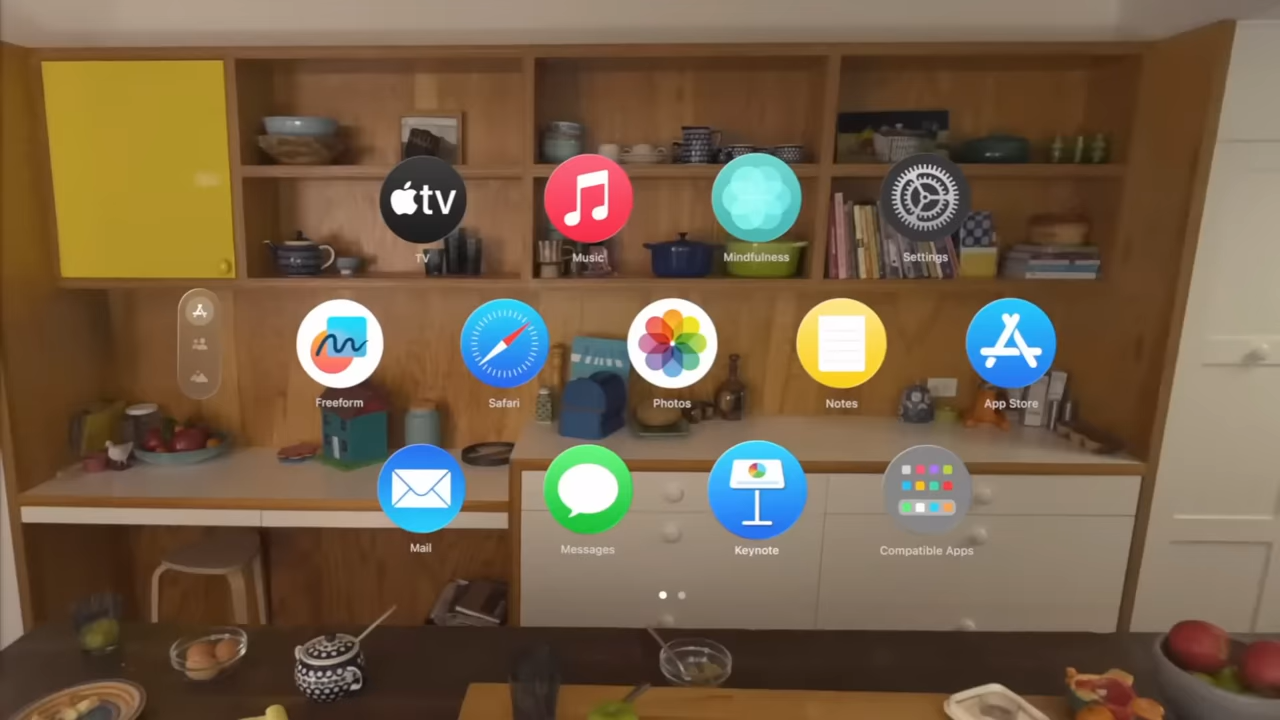 tv
TV
Music
Mindfulness
Settings
Freeform
Safari
Photos
Notes
App Store
Mail
Messages
Keynote
Compatible Apps